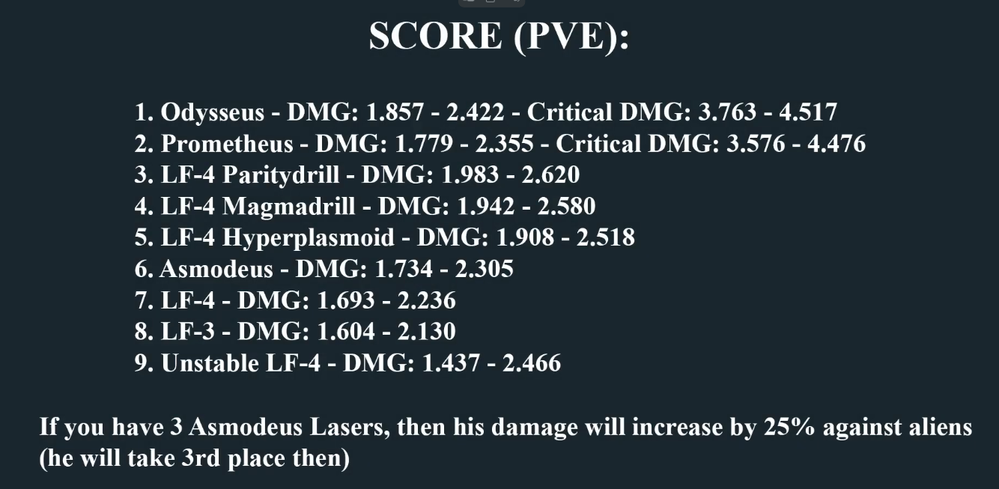 SCORE (PVE):
1. Odysseus - DMG: 1.857 - 2.422 - Critical DMG: 3.763 - 4.517
2. Prometheus - DMG: 1.779 - 2.355 - Critical DMG: 3.576 - 4.476
3. LF-4 Paritydrill - DMG: 1.983 - 2.620
4. LF-4 Magmadrill - DMG: 1.942 - 2.580
5. LF-4 Hyperplasmoid - DMG: 1.908 - 2.518
6. Asmodeus - DMG: 1.734 - 2.305
7. LF-4 - DMG: 1.693 - 2.236
8. LF-3 - DMG: 1.604 - 2.130
9. Unstable LF-4 - DMG: 1.437 - 2.466
If you have 3 Asmodeus Lasers, then his damage will increase by 25% against aliens
(he will take 3rd place then)